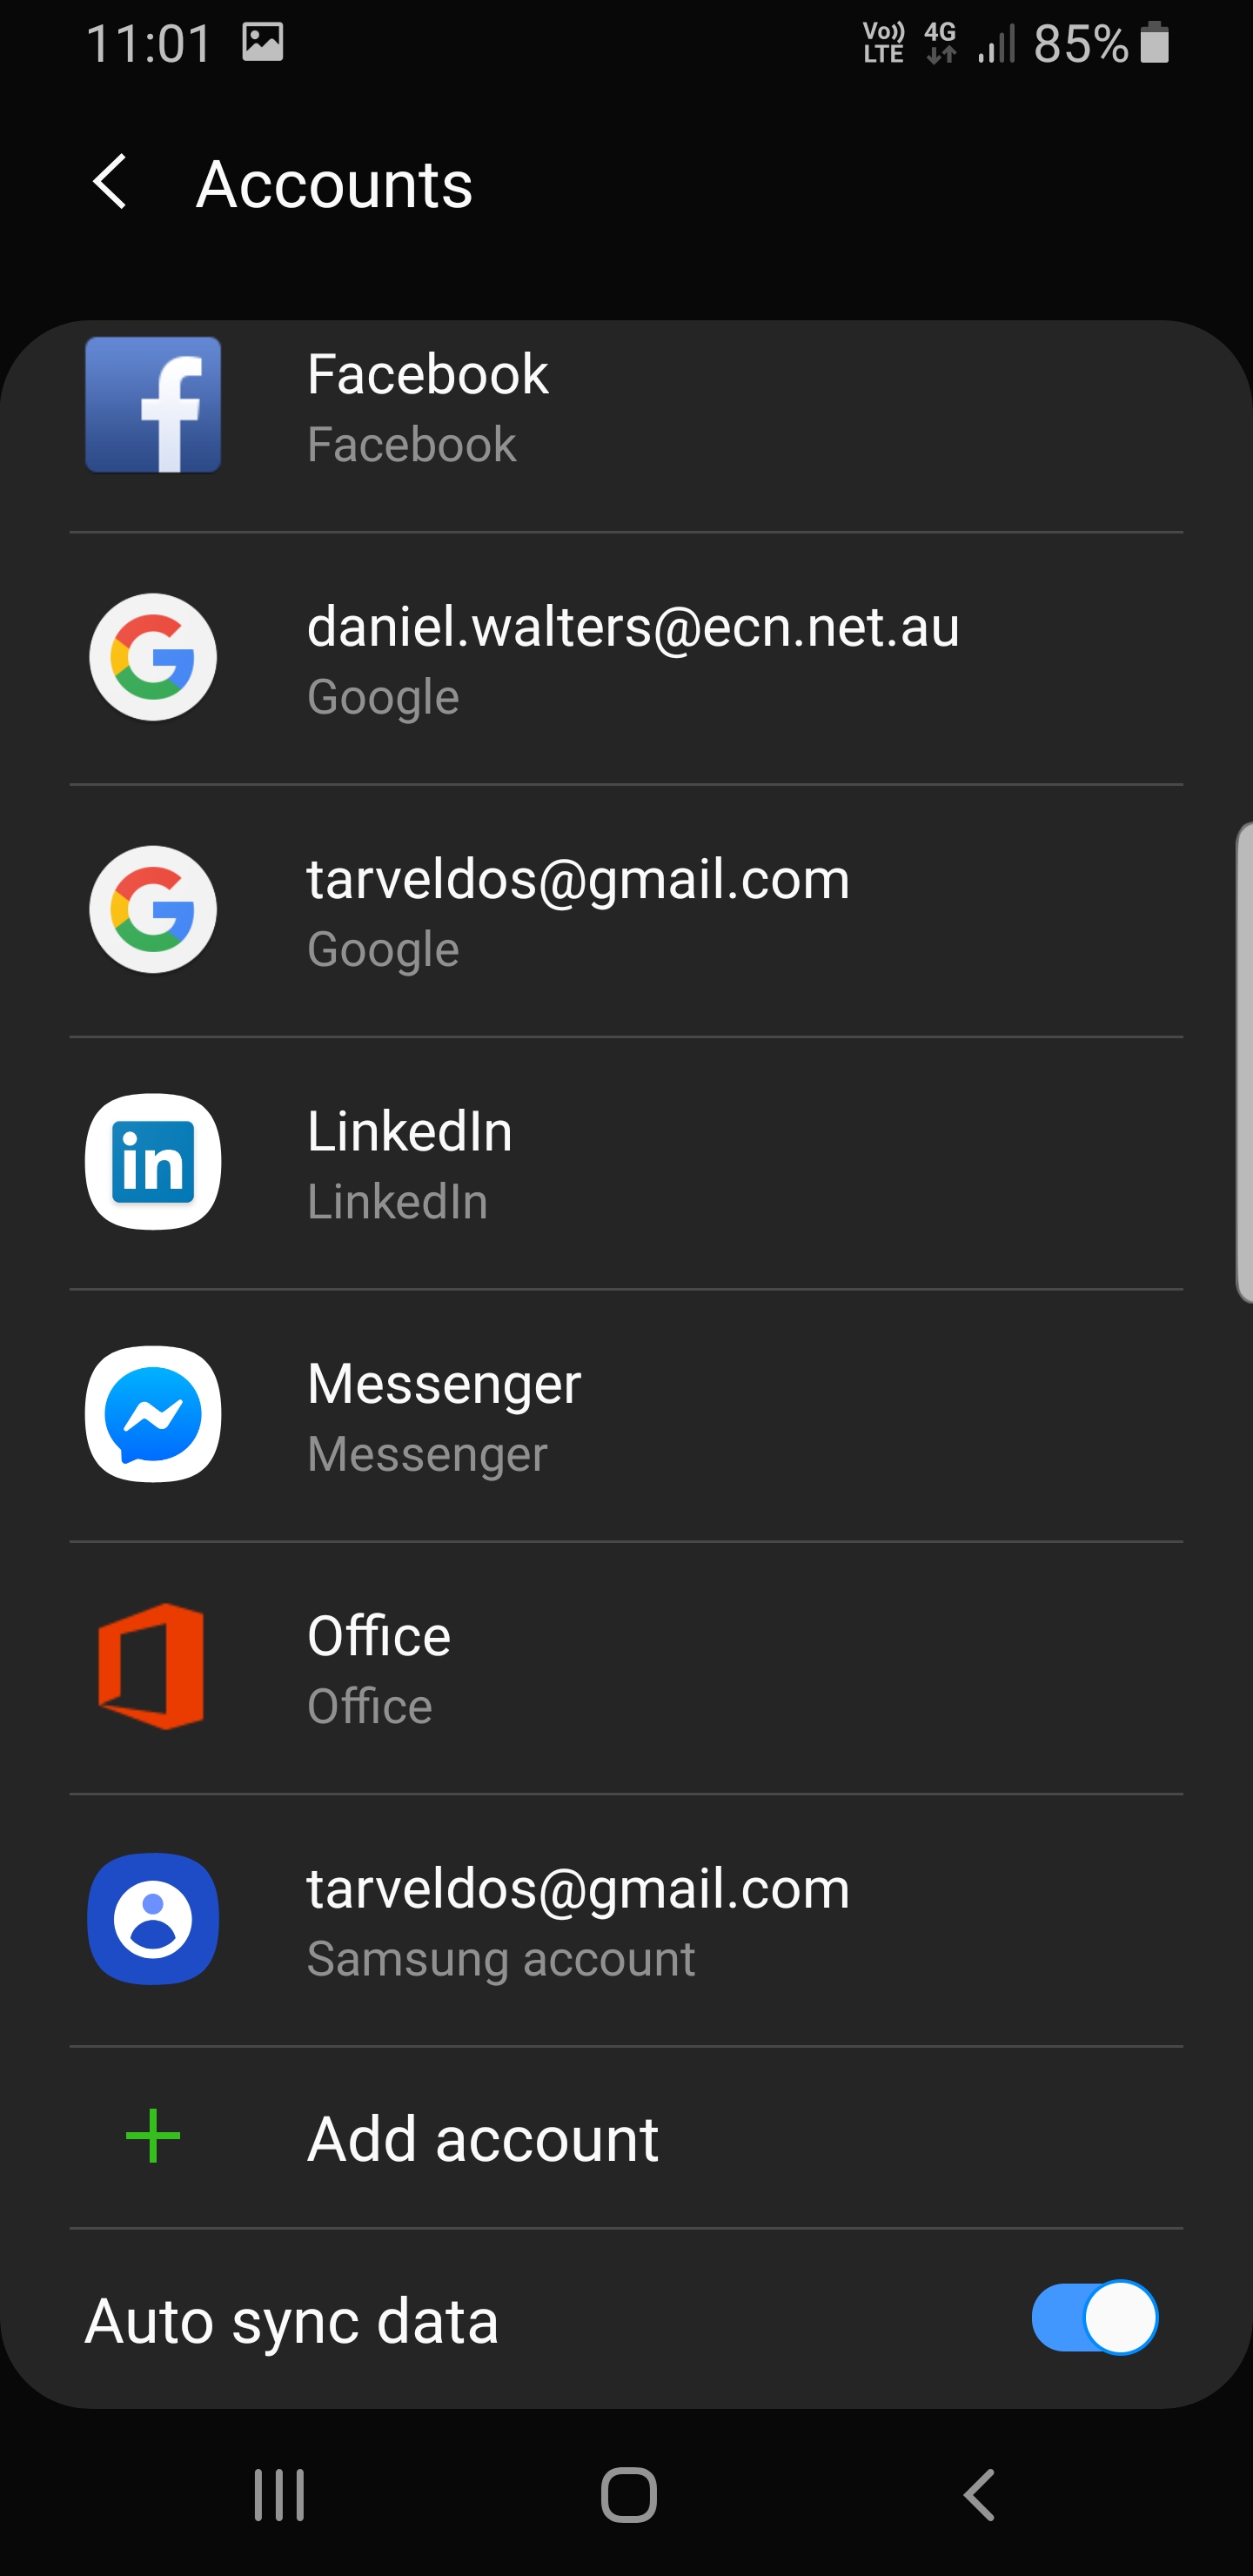 11:01 Vo)) LTE 4G 85%
Accounts
Facebook
Facebook
daniel.walters@ecn.net.au
Google
tarveldos@gmail.com
Google
in LinkedIn
LinkedIn
Messenger
Messenger
Office
Office
tarveldos@gmail.com
Samsung account
Add account
Auto sync data